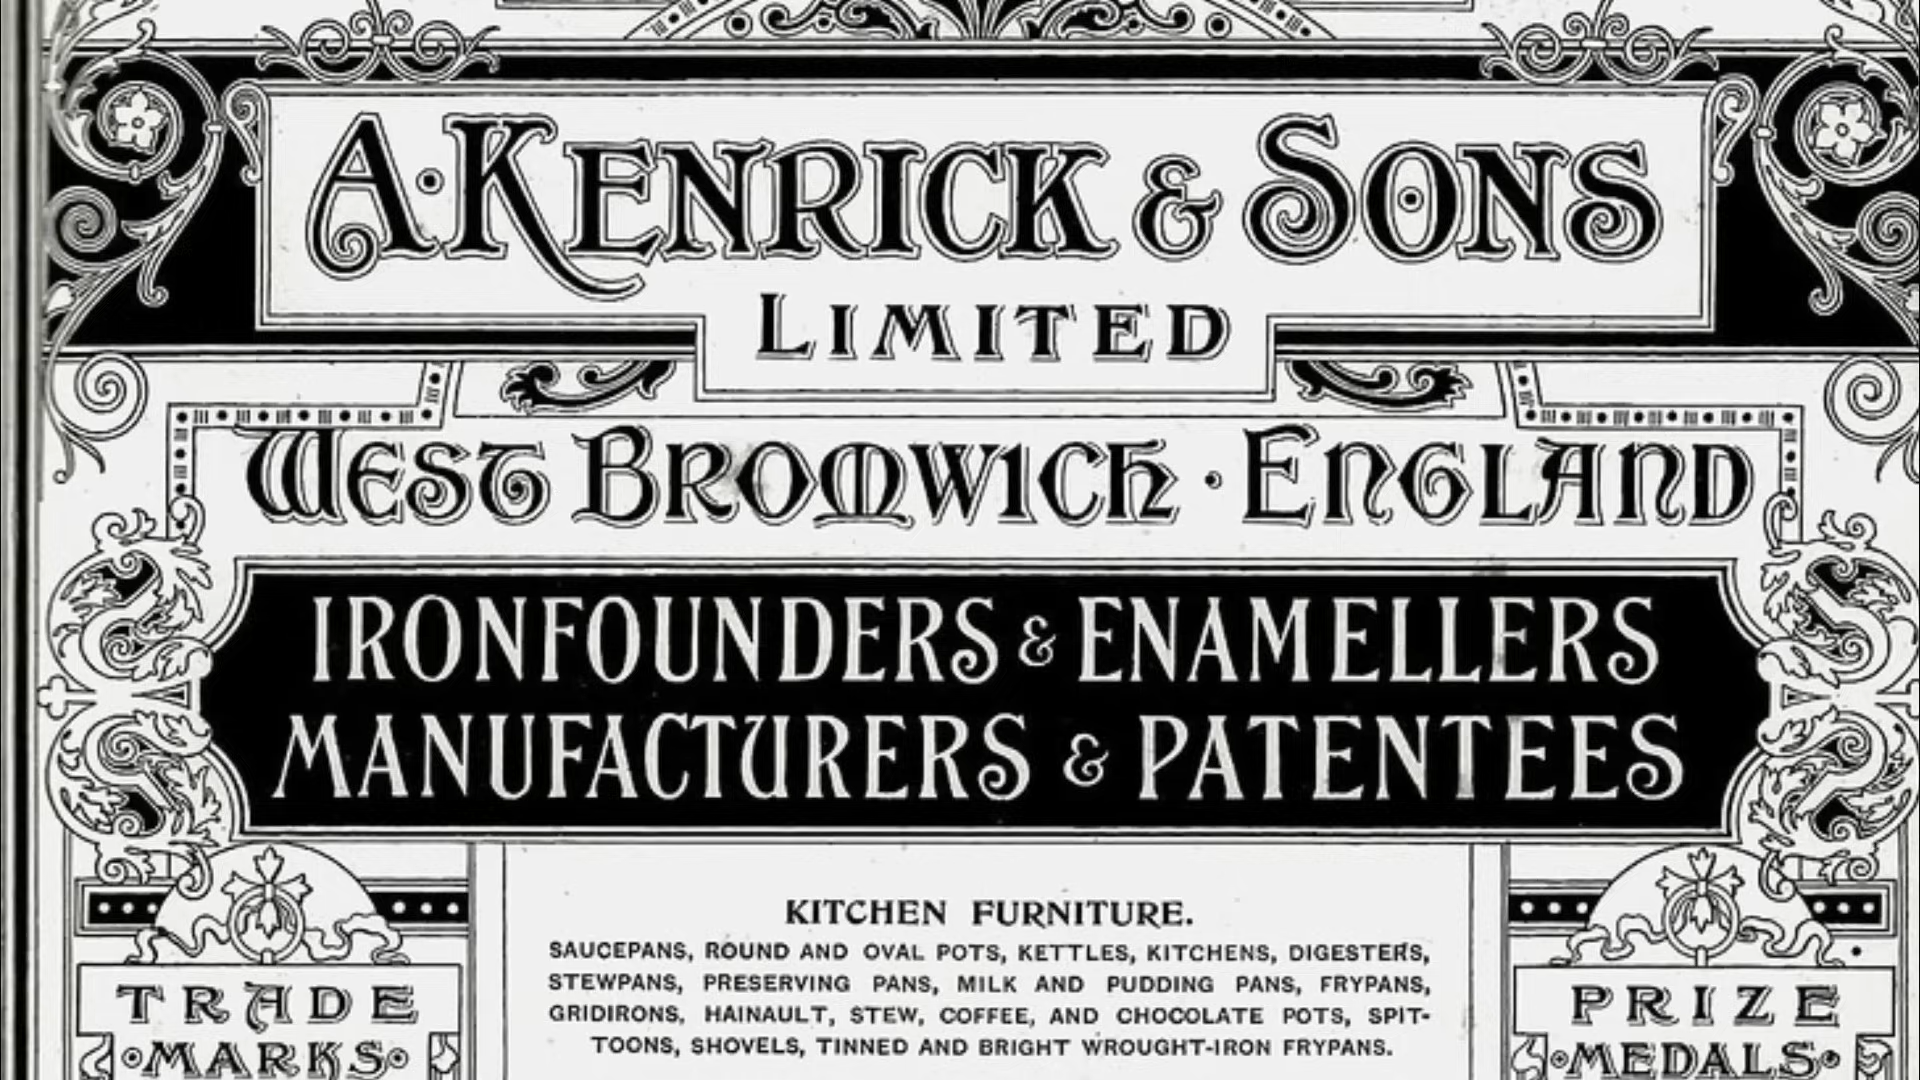 A·KENRICK & SONS
LIMITED
WEST BROMWICH · ENGLAND
IRONFOUNDERS & ENAMELLERS
MANUFACTURERS & PATENTEES
KITCHEN FURNITURE.
SAUCEPANS, ROUND AND OVAL POTS, KETTLES, KITCHENS, DIGESTERS,
STEWPANS, PRESERVING PANS, MILK AND PUDDING PANS, FRYPANS,
GRIDIRONS, HAINAULT, STEW, COFFEE, AND CHOCOLATE POTS, SPIT-
TOONS, SHOVELS, TINNED AND BRIGHT WROUGHT-IRON FRYPANS.
TRADE
·MARKS·
PRIZE
·MEDALS·